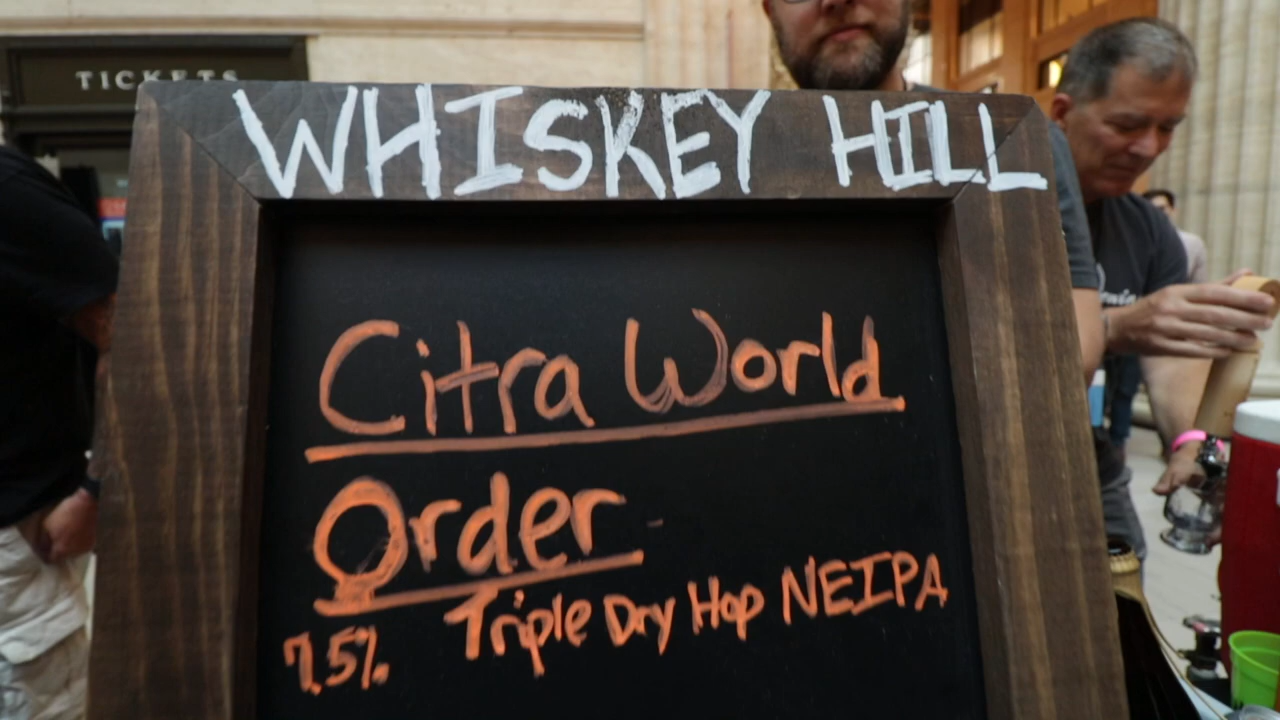 TICKETS
WHISKEY HILL
Citra World
Order
7.5% Triple Dry Hop NEIPA